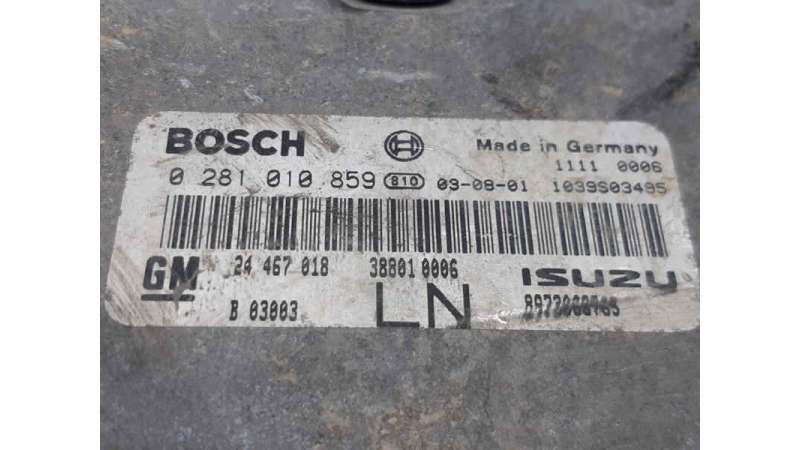 BOSCH Made in Germany
1111 0006
0 281 010 859 810 03-08-01 1039S03495
GM 24 467 018 38801 0006 ISUZU
B 03003 LN